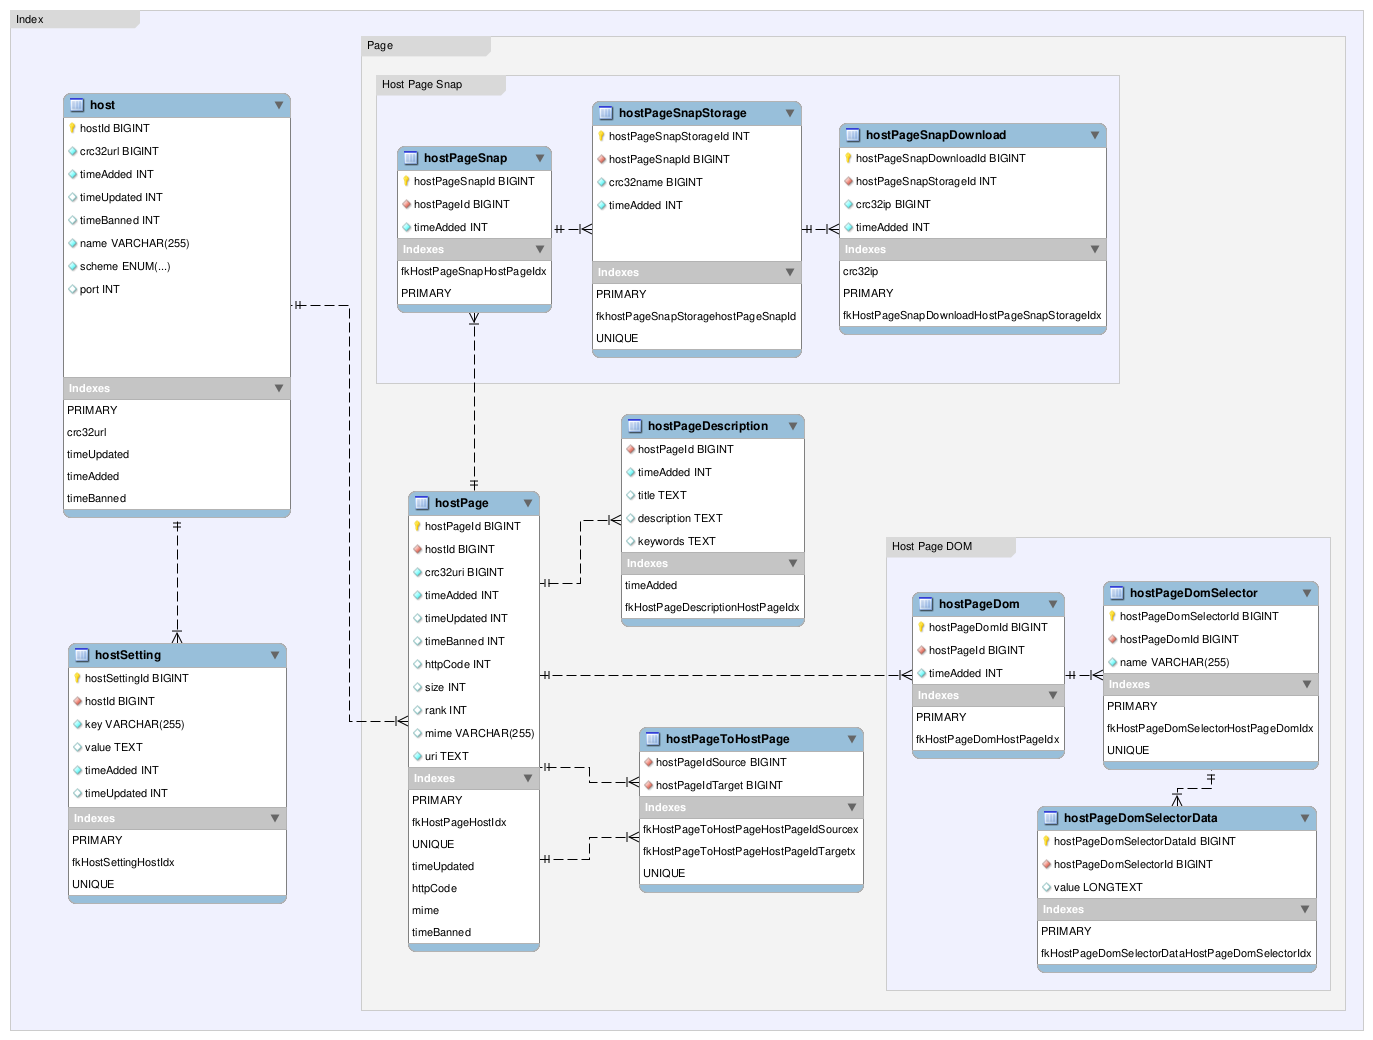 Index
host
hostId BIGINT
crc32url BIGINT
timeAdded INT
timeUpdated INT
timeBanned INT
name VARCHAR(255)
scheme ENUM(...)
port INT
Indexes
PRIMARY
crc32url
timeUpdated
timeAdded
timeBanned
hostSetting
hostSettingId BIGINT
hostId BIGINT
key VARCHAR(255)
value TEXT
timeAdded INT
timeUpdated INT
Indexes
PRIMARY
fkHostSettingHostIdx
UNIQUE
Page
Host Page Snap
hostPageSnap
hostPageSnapId BIGINT
hostPageId BIGINT
timeAdded INT
Indexes
fkHostPageSnapHostPageIdx
PRIMARY
hostPageSnapStorage
hostPageSnapStorageId INT
hostPageSnapId BIGINT
crc32name BIGINT
timeAdded INT
Indexes
PRIMARY
fkhostPageSnapStoragehostPageSnapId
UNIQUE
hostPageSnapDownload
hostPageSnapDownloadId BIGINT
hostPageSnapStorageId INT
crc32ip BIGINT
timeAdded INT
Indexes
crc32ip
PRIMARY
fkHostPageSnapDownloadHostPageSnapStorageIdx
hostPage
hostPageId BIGINT
hostId BIGINT
crc32uri BIGINT
timeAdded INT
timeUpdated INT
timeBanned INT
httpCode INT
size INT
rank INT
mime VARCHAR(255)
uri TEXT
Indexes
PRIMARY
fkHostPageHostIdx
UNIQUE
timeUpdated
httpCode
mime
timeBanned
hostPageDescription
hostPageId BIGINT
timeAdded INT
title TEXT
description TEXT
keywords TEXT
Indexes
timeAdded
fkHostPageDescriptionHostPageIdx
hostPageToHostPage
hostPageIdSource BIGINT
hostPageIdTarget BIGINT
Indexes
fkHostPageToHostPageHostPageIdSourcex
fkHostPageToHostPageHostPageIdTargetx
UNIQUE
Host Page DOM
hostPageDom
hostPageDomId BIGINT
hostPageId BIGINT
timeAdded INT
Indexes
PRIMARY
fkHostPageDomHostPageIdx
hostPageDomSelector
hostPageDomSelectorId BIGINT
hostPageDomId BIGINT
name VARCHAR(255)
Indexes
PRIMARY
fkHostPageDomSelectorHostPageDomIdx
UNIQUE
hostPageDomSelectorData
hostPageDomSelectorDataId BIGINT
hostPageDomSelectorId BIGINT
value LONGTEXT
Indexes
PRIMARY
fkHostPageDomSelectorDataHostPageDomSelectorIdx